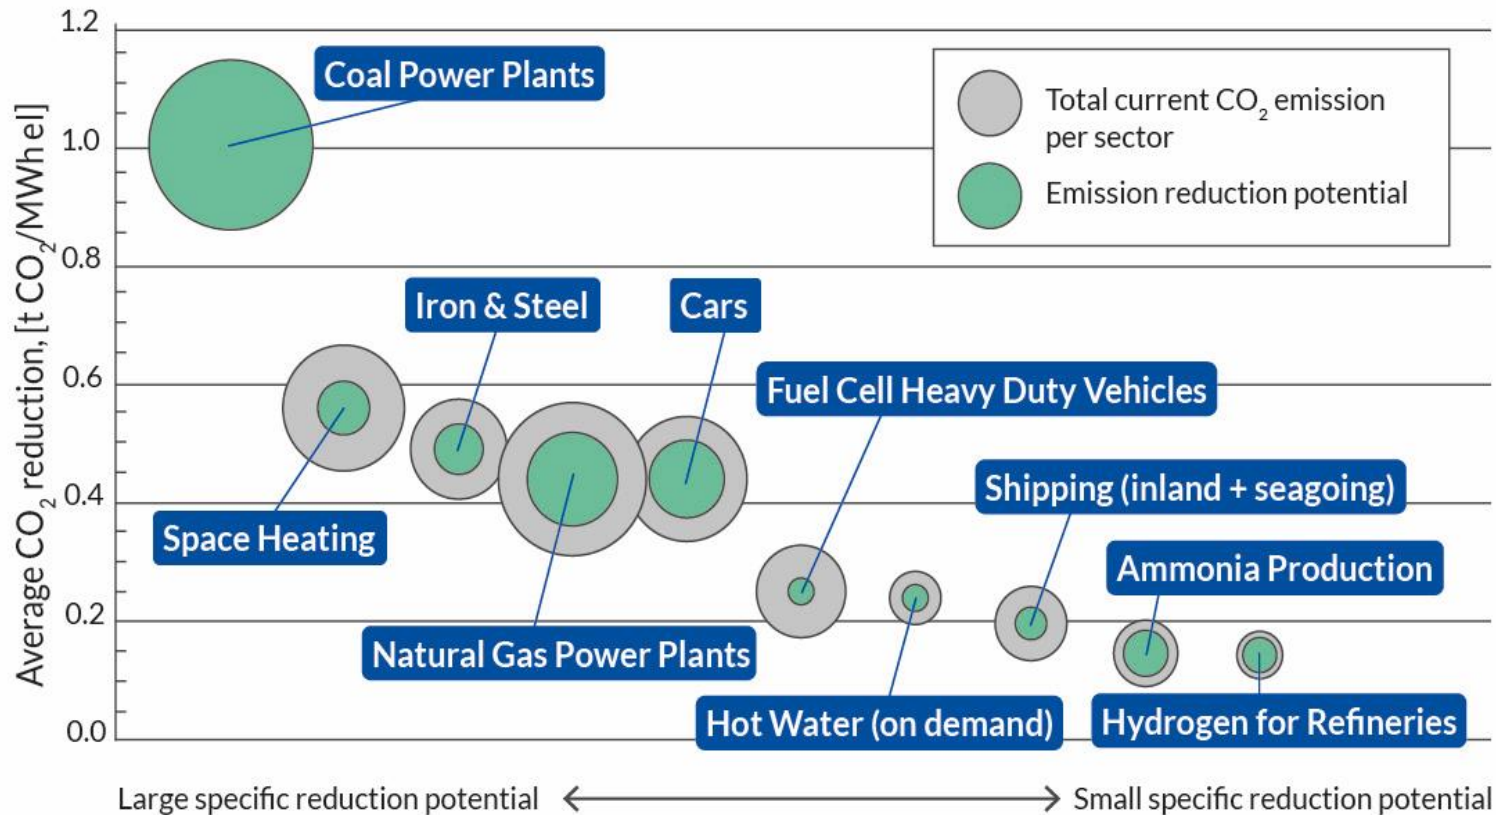 Average CO₂ reduction, [t CO₂/MWh el]
1.2
1.0
0.8
0.6
0.4
0.2
0.0
Coal Power Plants
Total current CO₂ emission
per sector
Emission reduction potential
Iron & Steel
Cars
Fuel Cell Heavy Duty Vehicles
Shipping (inland + seagoing)
Space Heating
Ammonia Production
Natural Gas Power Plants
Hot Water (on demand)
Hydrogen for Refineries
Large specific reduction potential
Small specific reduction potential